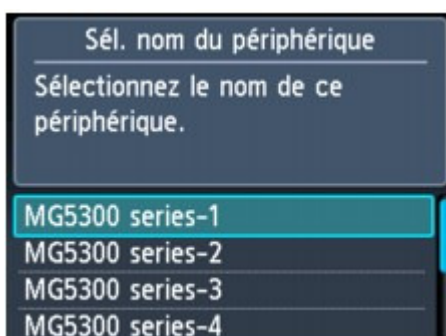 Sél. nom du périphérique
Sélectionnez le nom de ce
périphérique.
MG5300 series-1
MG5300 series-2
MG5300 series-3
MG5300 series-4